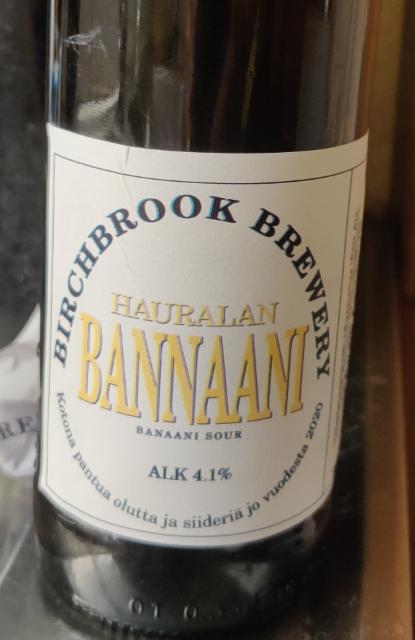 BIRCHBROOK BREWERY
HAURALAN
BANNAANI
BANAANI SOUR
ALK 4.1%
Kotona pantua olutta ja siideriä jo vuodesta 2020